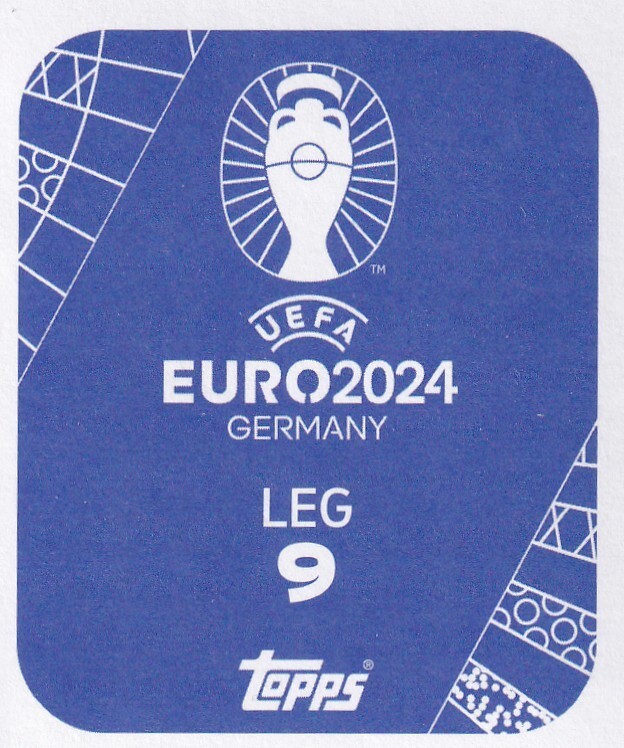 TM
UEFA
EURO2024
GERMANY
LEG
9
topps®